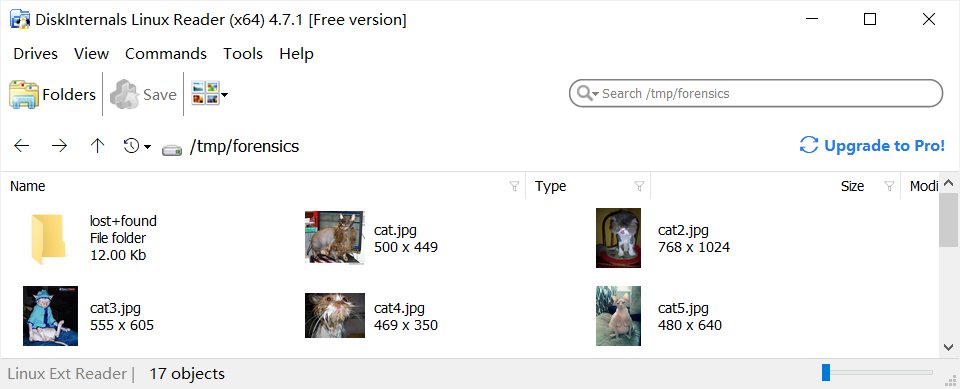 DiskInternals Linux Reader (x64) 4.7.1 [Free version]
Drives View Commands Tools Help
Folders Save Search /tmp/forensics
/tmp/forensics Upgrade to Pro!
Name Type Size Modi
lost+found
File folder
12.00 Kb
cat.jpg
500 x 449
cat2.jpg
768 x 1024
cat3.jpg
555 x 605
cat4.jpg
469 x 350
cat5.jpg
480 x 640
Linux Ext Reader | 17 objects